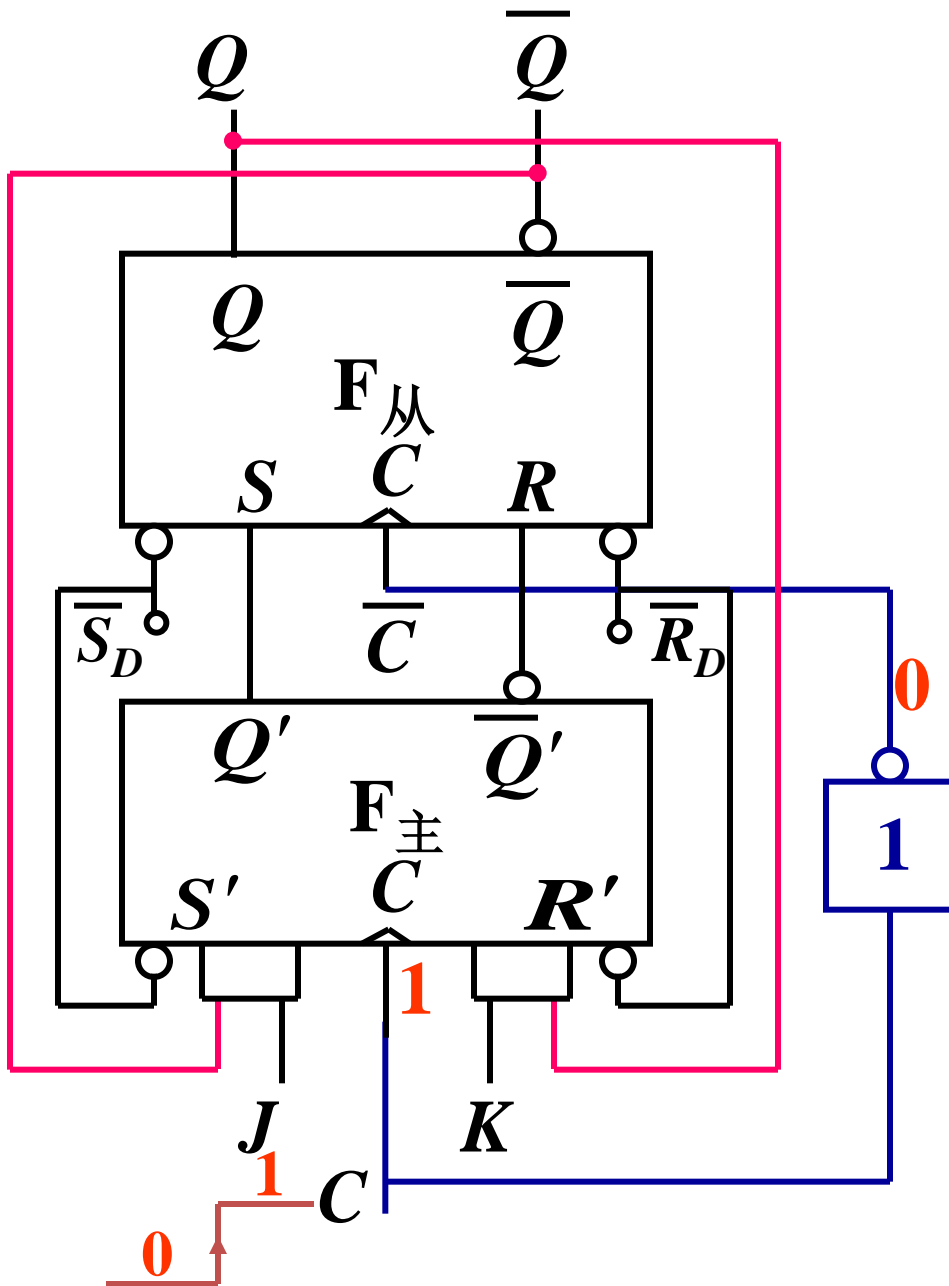 Q Q̅
Q Q̅
F从
S C R
S̅D C̅ R̅D
0
Q′ Q̅′
F主
1
S′ C R′
1
J K
1
C
0